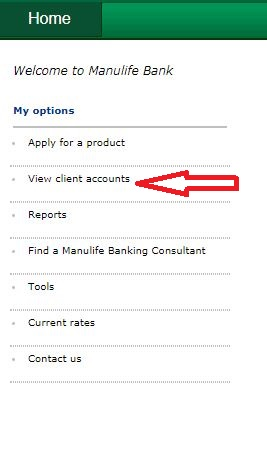 Home
Welcome to Manulife Bank
My options
Apply for a product
View client accounts
Reports
Find a Manulife Banking Consultant
Tools
Current rates
Contact us